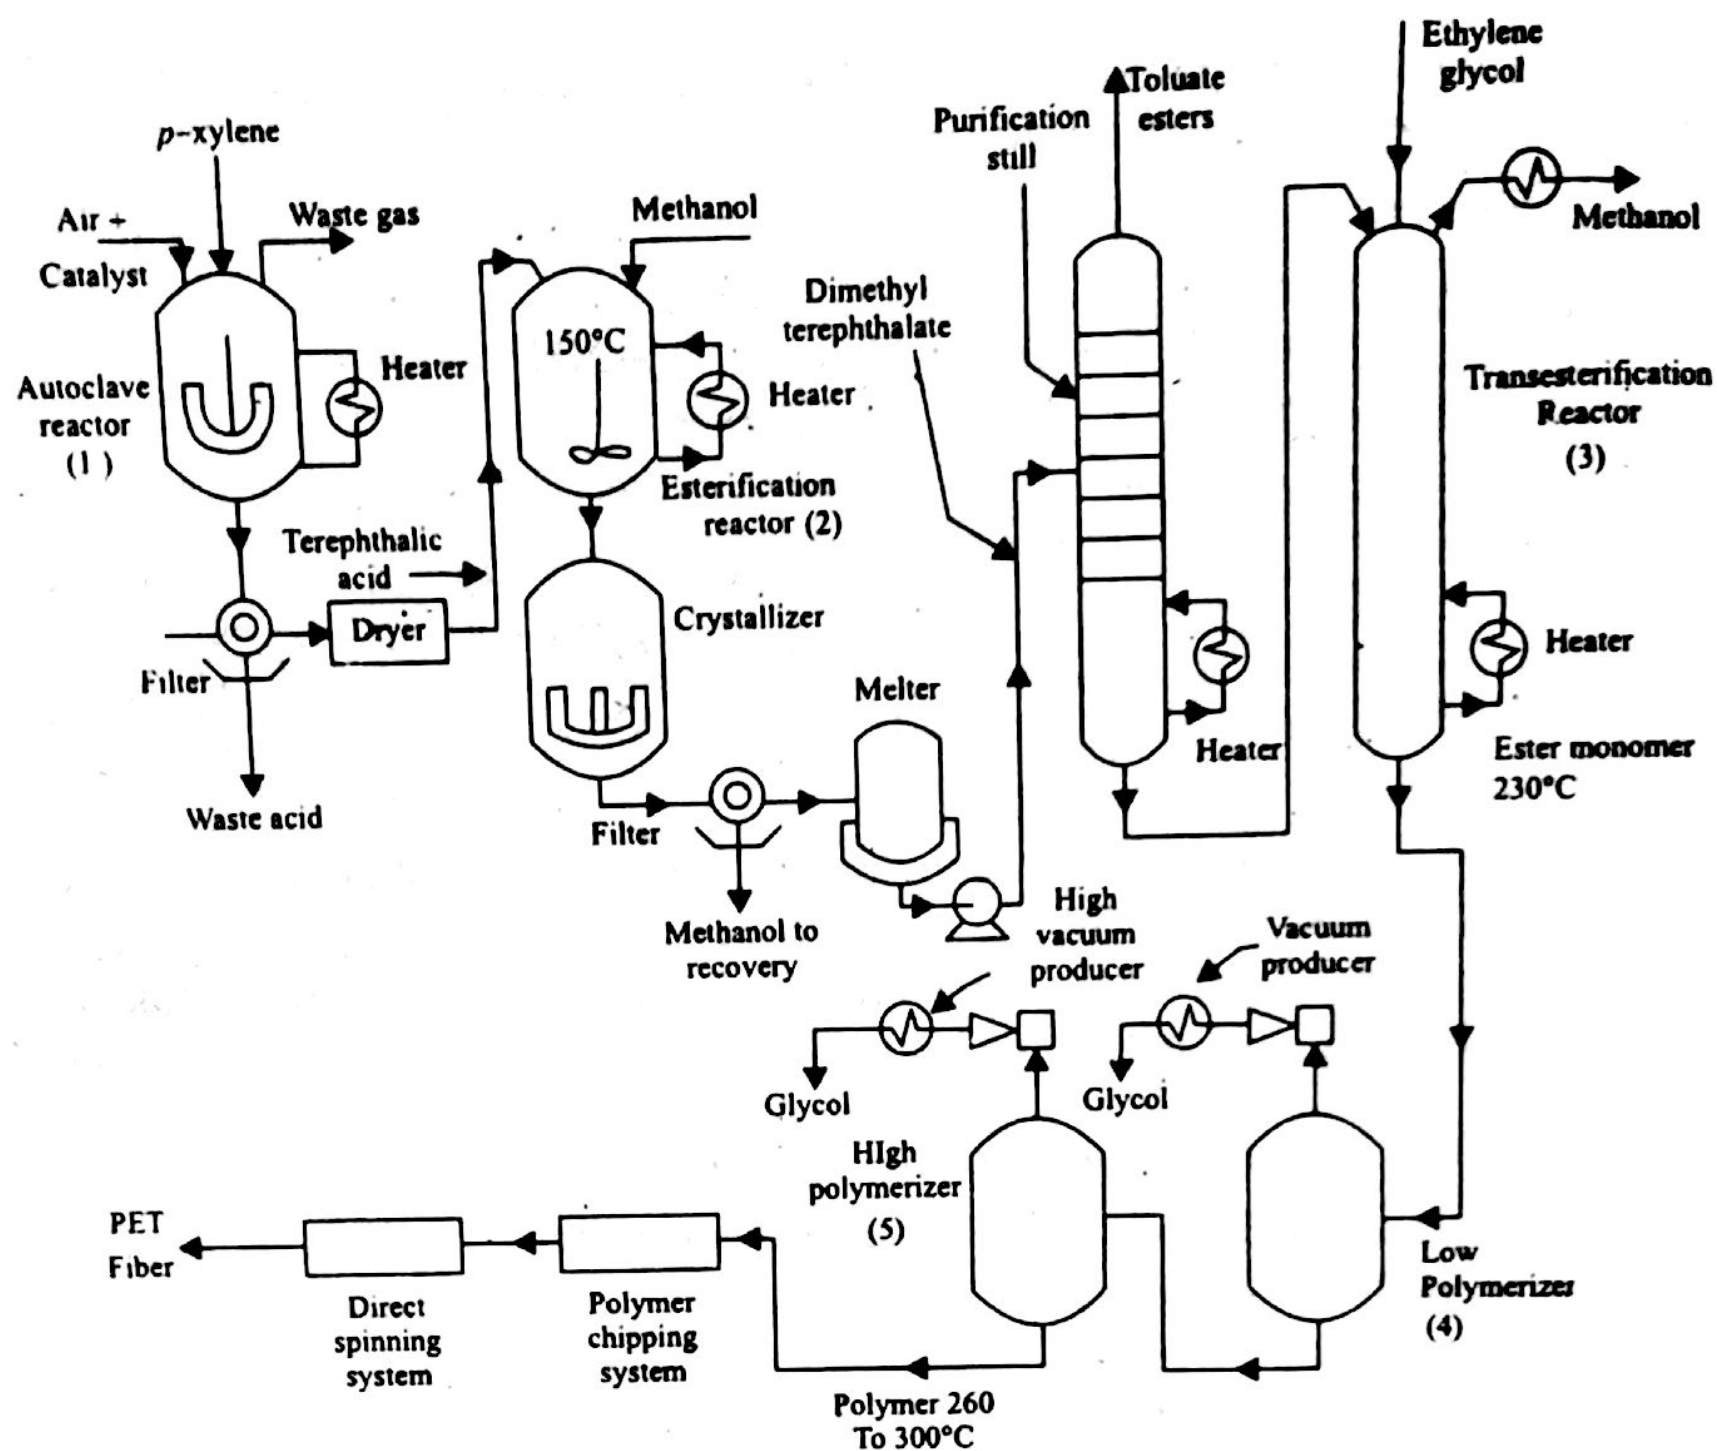 Ethylene
glycol
Toluate
esters
Purification
still
p-xylene
Air +
Catalyst
Waste gas
Methanol
Methanol
Dimethyl
terephthalate
150°C
Heater
Heater
Autoclave
reactor
(1)
Transesterification
Reactor
(3)
Esterification
reactor (2)
Terephthalic
acid
Dryer
Filter
Crystallizer
Heater
Melter
Heater
Ester monomer
230°C
Waste acid
Filter
Methanol to
recovery
High
vacuum
producer
Vacuum
producer
Glycol
Glycol
HIgh
polymerizer
(5)
Low
Polymerizer
(4)
PET
Fiber
Direct
spinning
system
Polymer
chipping
system
Polymer 260
To 300°C